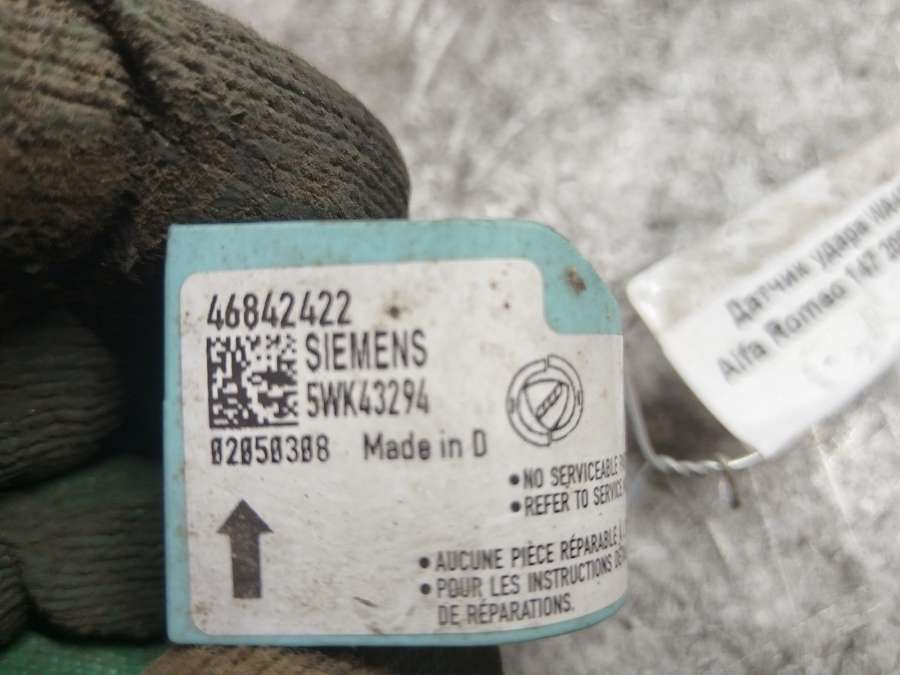 46842422
SIEMENS
5WK43294
02050308 Made in D
• NO SERVICEABLE
• REFER TO SERVICE
• AUCUNE PIÈCE RÉPARABLE
• POUR LES INSTRUCTIONS
DE RÉPARATIONS.
Датчик удара
Alfa Romeo 147